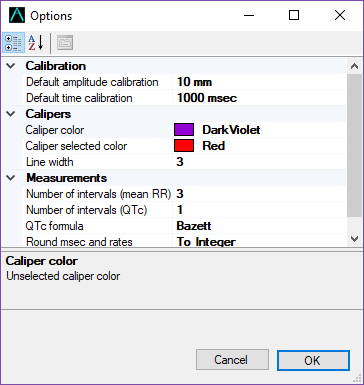 Options
Calibration
Default amplitude calibration 10 mm
Default time calibration 1000 msec
Calipers
Caliper color DarkViolet
Caliper selected color Red
Line width 3
Measurements
Number of intervals (mean RR) 3
Number of intervals (QTc) 1
QTc formula Bazett
Round msec and rates To Integer
Caliper color
Unselected caliper color
Cancel OK